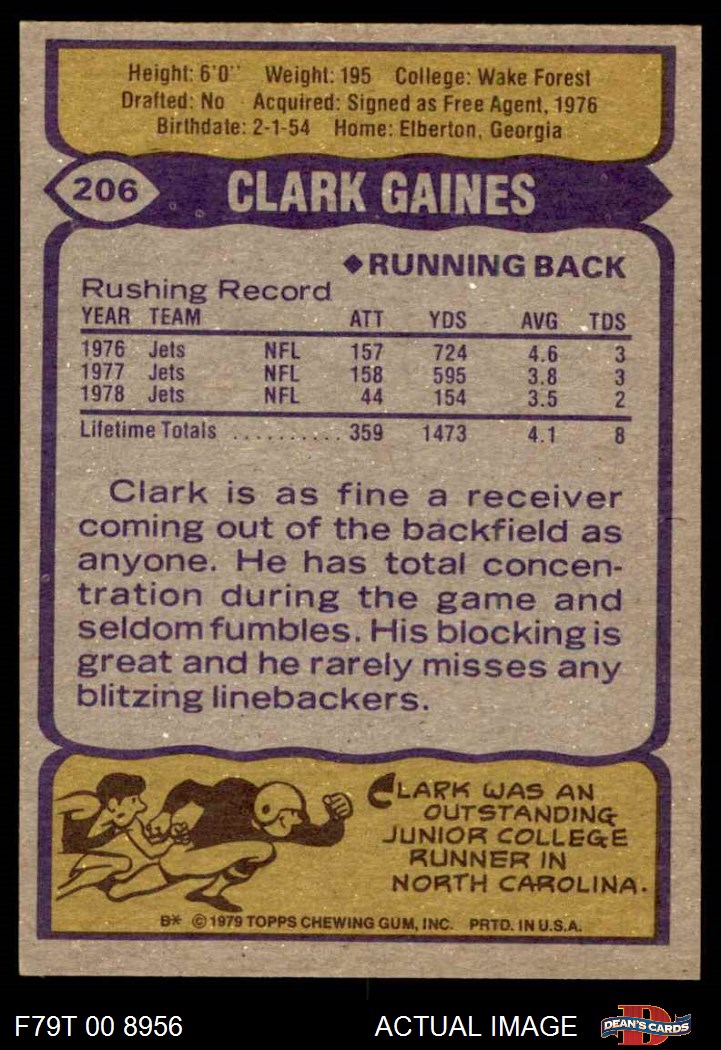 Height: 6'0" Weight: 195 College: Wake Forest
Drafted: No Acquired: Signed as Free Agent, 1976
Birthdate: 2-1-54 Home: Elberton, Georgia
206 CLARK GAINES
◆RUNNING BACK
Rushing Record
YEAR TEAM ATT YDS AVG TDS
1976 Jets NFL 157 724 4.6 3
1977 Jets NFL 158 595 3.8 3
1978 Jets NFL 44 154 3.5 2
Lifetime Totals .......... 359 1473 4.1 8
Clark is as fine a receiver
coming out of the backfield as
anyone. He has total concen-
tration during the game and
seldom fumbles. His blocking is
great and he rarely misses any
blitzing linebackers.
CLARK WAS AN
OUTSTANDING
JUNIOR COLLEGE
RUNNER IN
NORTH CAROLINA.
B* ©1979 TOPPS CHEWING GUM, INC. PRTD. IN U.S.A.
F79T 00 8956 ACTUAL IMAGE D DEAN'S CARDS